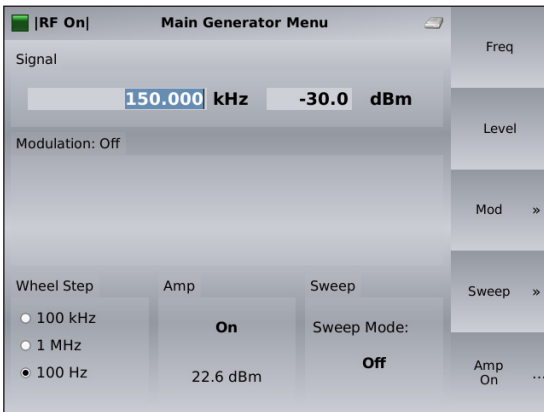 |RF On| Main Generator Menu
Signal
150.000 kHz -30.0 dBm
Modulation: Off
Wheel Step
100 kHz
1 MHz
100 Hz
Amp
On
22.6 dBm
Sweep
Sweep Mode:
Off
Freq
Level
Mod »
Sweep »
Amp
On ...